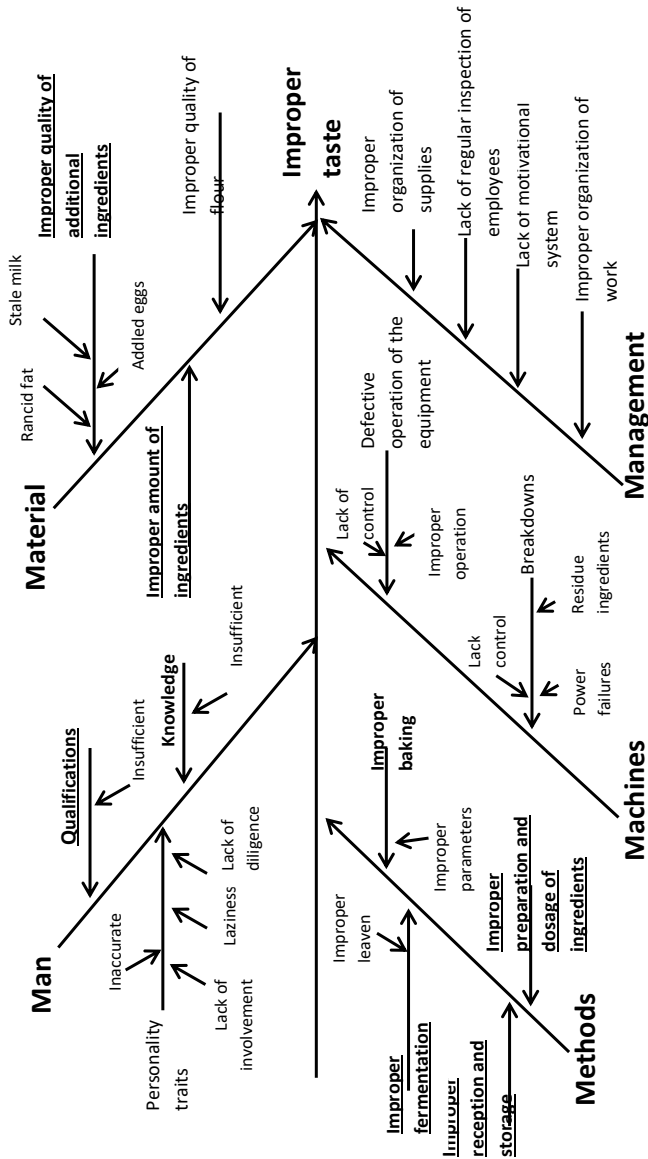 Man
Qualifications
Insufficient
Knowledge
Insufficient
Personality
traits
Inaccurate
Lack of
involvement
Laziness
Lack of
diligence
Material
Rancid fat
Stale milk
Addled eggs
Improper quality of
additional
ingredients
Improper amount of
ingredients
Improper quality of
flour
Improper
taste
Methods
Improper
fermentation
Improper
leaven
Improper
reception and
storage
Improper
baking
Improper
parameters
Improper
preparation and
dosage of
ingredients
Machines
Lack of
control
Defective
operation of the
equipment
Improper
operation
Lack
control
Breakdowns
Power
failures
Residue
ingredients
Management
Improper
organization of
supplies
Lack of regular inspection of
employees
Lack of motivational
system
Improper organization of
work